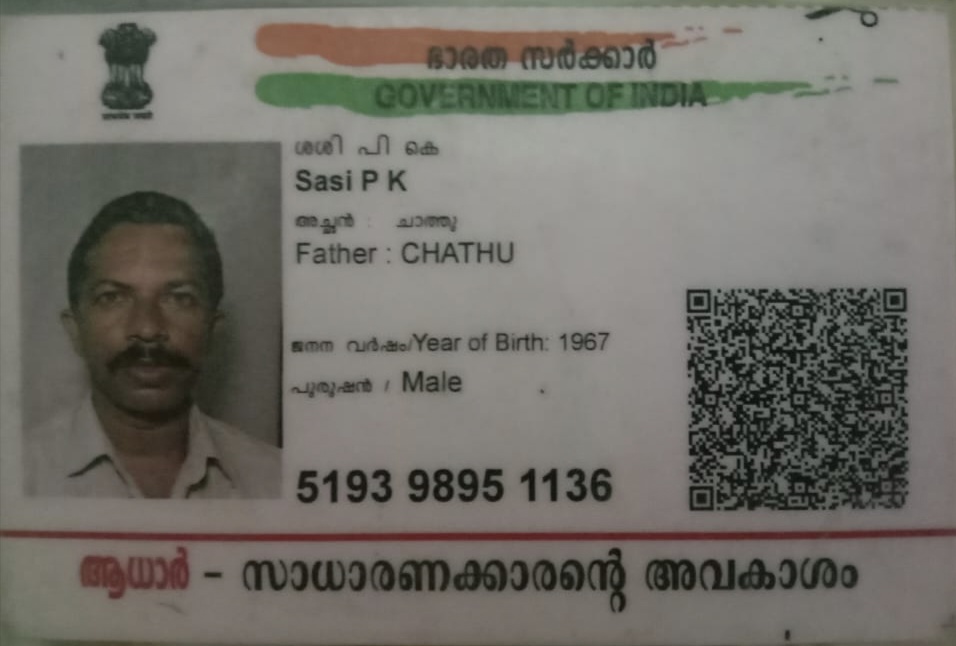 ഭാരത സർക്കാർ
GOVERNMENT OF INDIA
ശശി പി കെ
Sasi P K
അച്ഛൻ : ചാത്തു
Father : CHATHU
ജനന വർഷം/Year of Birth: 1967
പുരുഷൻ / Male
5193 9895 1136
ആധാർ - സാധാരണക്കാരന്റെ അവകാശം